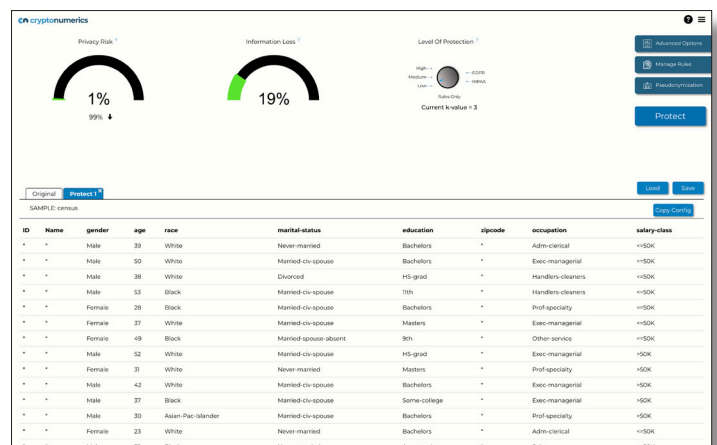 cn cryptonumerics
Privacy Risk
Information Loss
Level Of Protection
Advanced Options
Manage Rules
Pseudonymization
Protect
1%
99%
19%
High
Medium
Low
GDPR
HIPAA
Rules Only
Current k-value = 3
Original
Protect 1
Load
Save
SAMPLE: census
Copy Config
ID Name gender age race marital-status education zipcode occupation salary-class
* * Male 39 White Never-married Bachelors * Adm-clerical <=50K
* * Male 50 White Married-civ-spouse Bachelors * Exec-managerial <=50K
* * Male 38 White Divorced HS-grad * Handlers-cleaners <=50K
* * Male 53 Black Married-civ-spouse 11th * Handlers-cleaners <=50K
* * Female 28 Black Married-civ-spouse Bachelors * Prof-specialty <=50K
* * Female 37 White Married-civ-spouse Masters * Exec-managerial <=50K
* * Female 49 Black Married-spouse-absent 9th * Other-service <=50K
* * Male 52 White Married-civ-spouse HS-grad * Exec-managerial >50K
* * Female 31 White Never-married Masters * Prof-specialty >50K
* * Male 42 White Married-civ-spouse Bachelors * Exec-managerial >50K
* * Male 37 Black Married-civ-spouse Some-college * Exec-managerial >50K
* * Male 30 Asian-Pac-Islander Married-civ-spouse Bachelors * Prof-specialty >50K
* * Female 23 White Never-married Bachelors * Adm-clerical <=50K